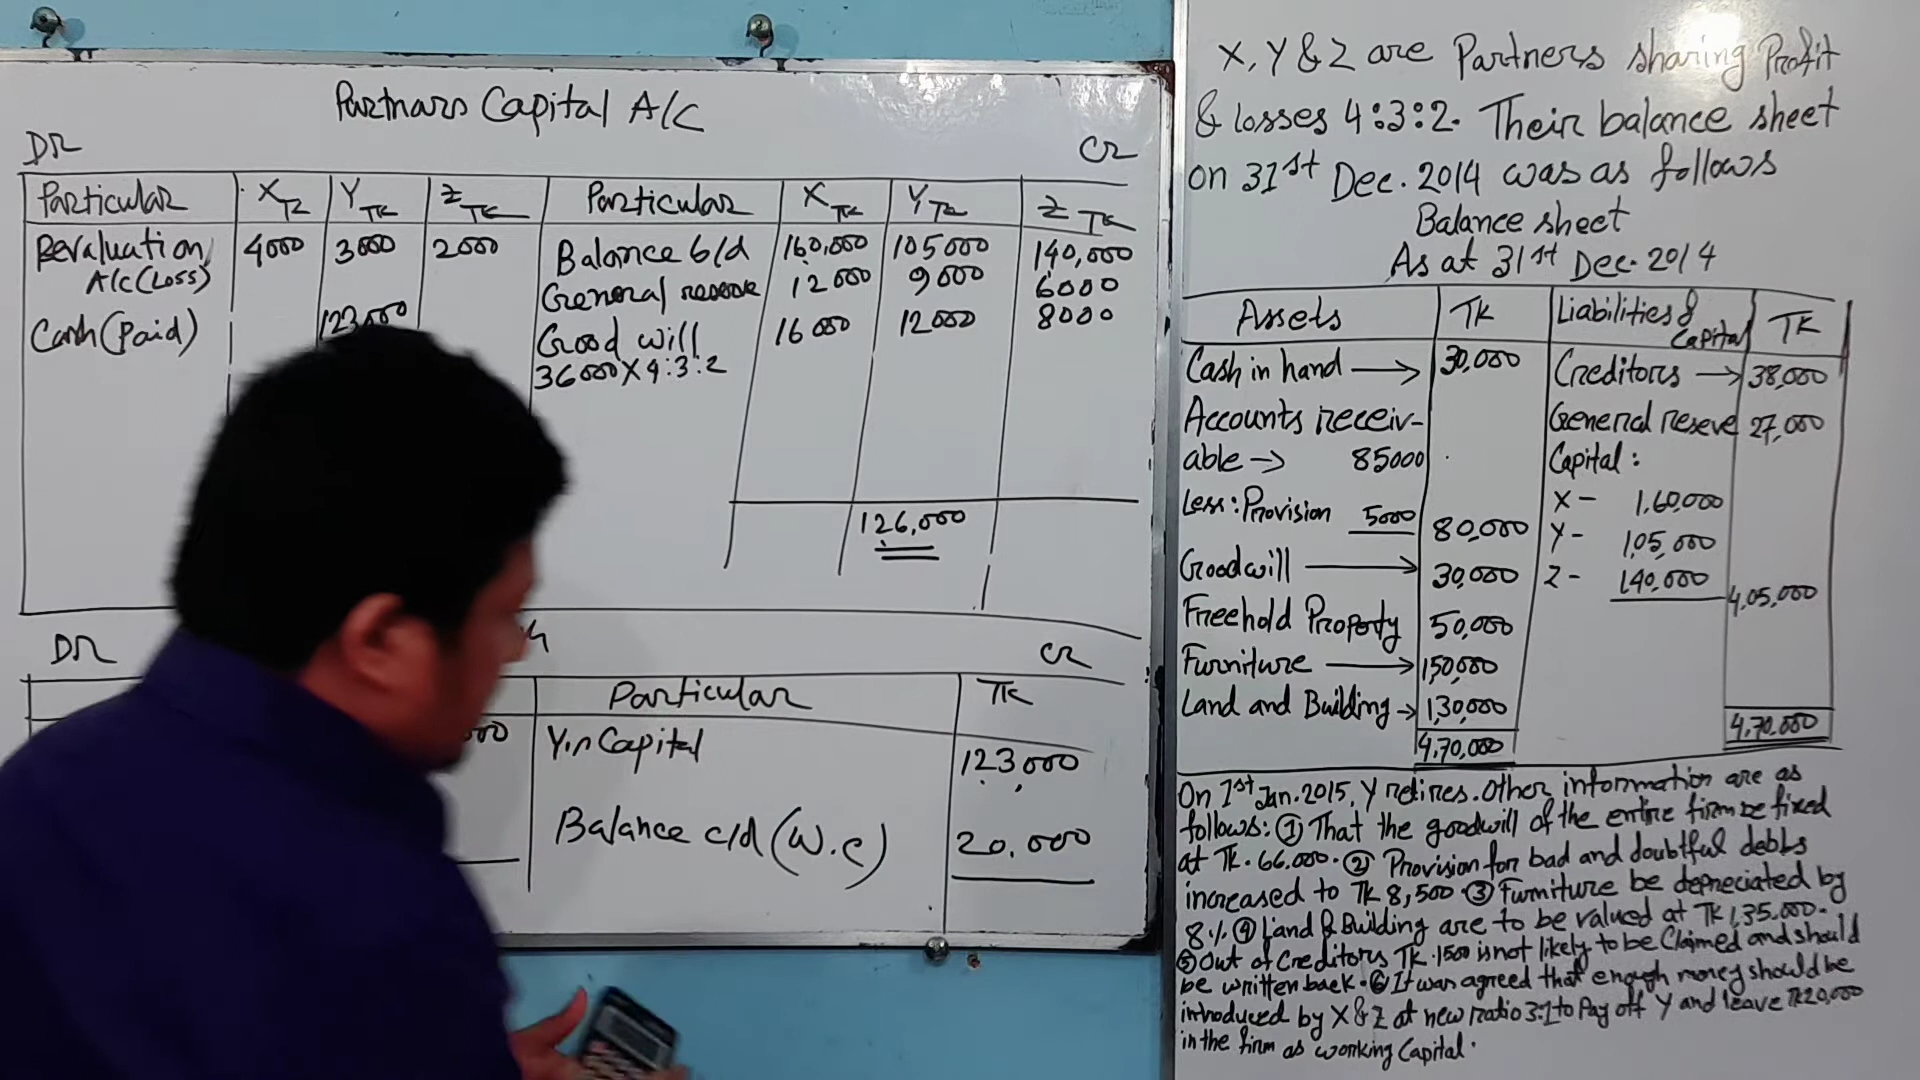 Partnars Capital A/C
DR
CR
Particular X TK Y TK Z TK Particular X TK Y TK Z TK
Revaluation A/C (Loss) 4000 3000 2000 Balance b/d 160,000 105000 140,000
General reserve 12000 9000 6000
Cash (Paid) 123,000 Good will 16000 12000 8000
36000 X 4:3:2
126,000
DR
CR
Particular TK
Y,n Capital 123,000
Balance c/d (W.C) 20,000
X, Y & Z are Partners sharing Profit
& losses 4:3:2. Their balance sheet
on 31st Dec. 2014 was as follows
Balance sheet
As at 31st Dec. 2014
Assets TK Liabilities & Capital TK
Cash in hand → 30,000 Creditors → 38,000
Accounts receiv- General reseve 27,000
able → 85000 Capital:
Less: Provision 5000 80,000 X - 1,60,000
Y - 1,05,000
Goodwill → 30,000 Z - 140,000 4,05,000
Freehold Property 50,000
Furniture → 1,50,000
Land and Building → 1,30,000
4,70,000 4,70,000
On 1st Jan. 2015, Y retires. Other information are as
follows: ① That the goodwill of the entire firm be fixed
at TK. 66.000. ② Provision for bad and doubtful debts
increased to TK 8,500 ③ Furniture be depreciated by
8% ④ Land & Building are to be valued at TK 1,35.000.
⑤ Out of Creditors TK. 1500 is not likely to be Claimed and should
be written back. ⑥ It was agreed that enough money should be
introduced by X & Z at new ratio 3:1 to Pay off Y and leave TK 20,000
in the firm as working Capital.